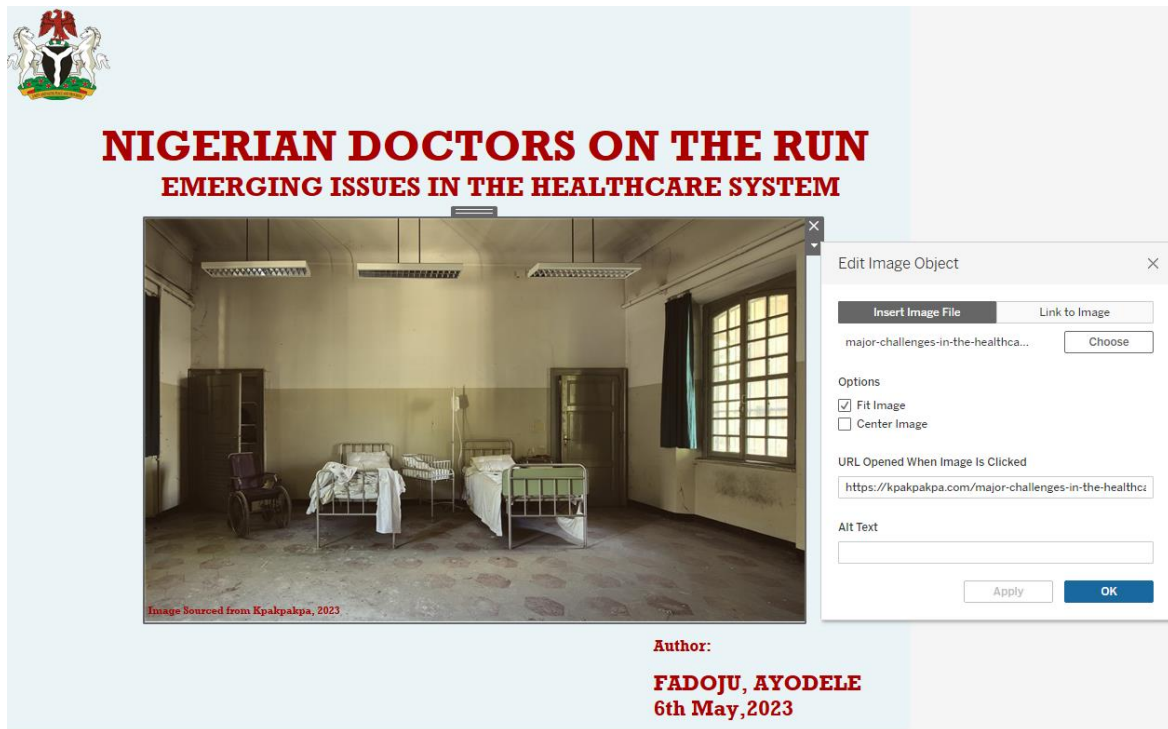 NIGERIAN DOCTORS ON THE RUN
EMERGING ISSUES IN THE HEALTHCARE SYSTEM
Edit Image Object
Insert Image File
Link to Image
major-challenges-in-the-healthca...
Choose
Options
Fit Image
Center Image
URL Opened When Image Is Clicked
https://kpakpakpa.com/major-challenges-in-the-healthca
Alt Text
Apply
OK
Image Sourced from Kpakpakpa, 2023
Author:
FADOJU, AYODELE
6th May,2023